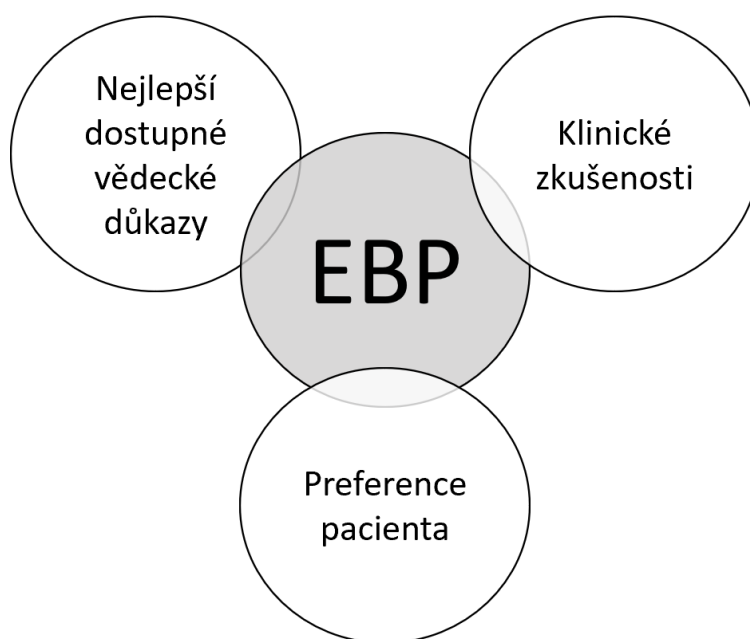 Nejlepší
dostupné
vědecké
důkazy
Klinické
zkušenosti
EBP
Preference
pacienta